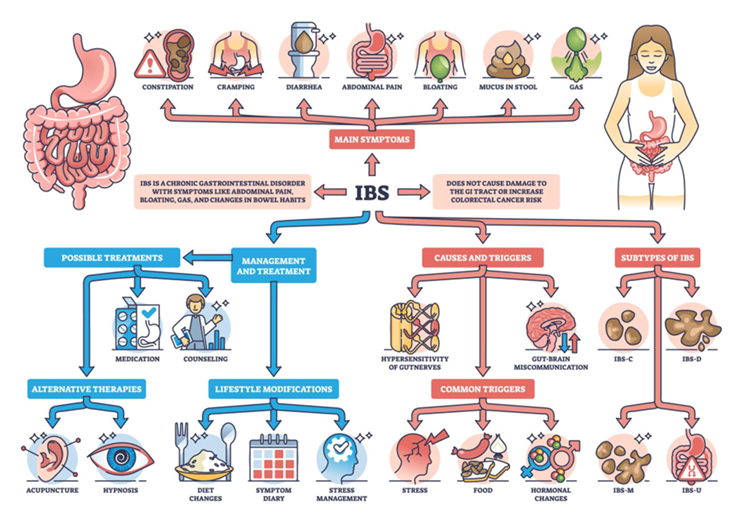 CONSTIPATION
CRAMPING
DIARRHEA
ABDOMINAL PAIN
BLOATING
MUCUS IN STOOL
GAS
MAIN SYMPTOMS
IBS IS A CHRONIC GASTROINTESTINAL DISORDER
WITH SYMPTOMS LIKE ABDOMINAL PAIN,
BLOATING, GAS, AND CHANGES IN BOWEL HABITS
IBS
DOES NOT CAUSE DAMAGE TO
THE GI TRACT OR INCREASE
COLORECTAL CANCER RISK
POSSIBLE TREATMENTS
MANAGEMENT
AND TREATMENT
CAUSES AND TRIGGERS
SUBTYPES OF IBS
MEDICATION
COUNSELING
HYPERSENSITIVITY
OF GUTNERVES
GUT-BRAIN
MISCOMMUNICATION
IBS-C
IBS-D
ALTERNATIVE THERAPIES
LIFESTYLE MODIFICATIONS
COMMON TRIGGERS
ACUPUNCTURE
HYPNOSIS
DIET
CHANGES
SYMPTOM
DIARY
STRESS
MANAGEMENT
STRESS
FOOD
HORMONAL
CHANGES
IBS-M
IBS-U